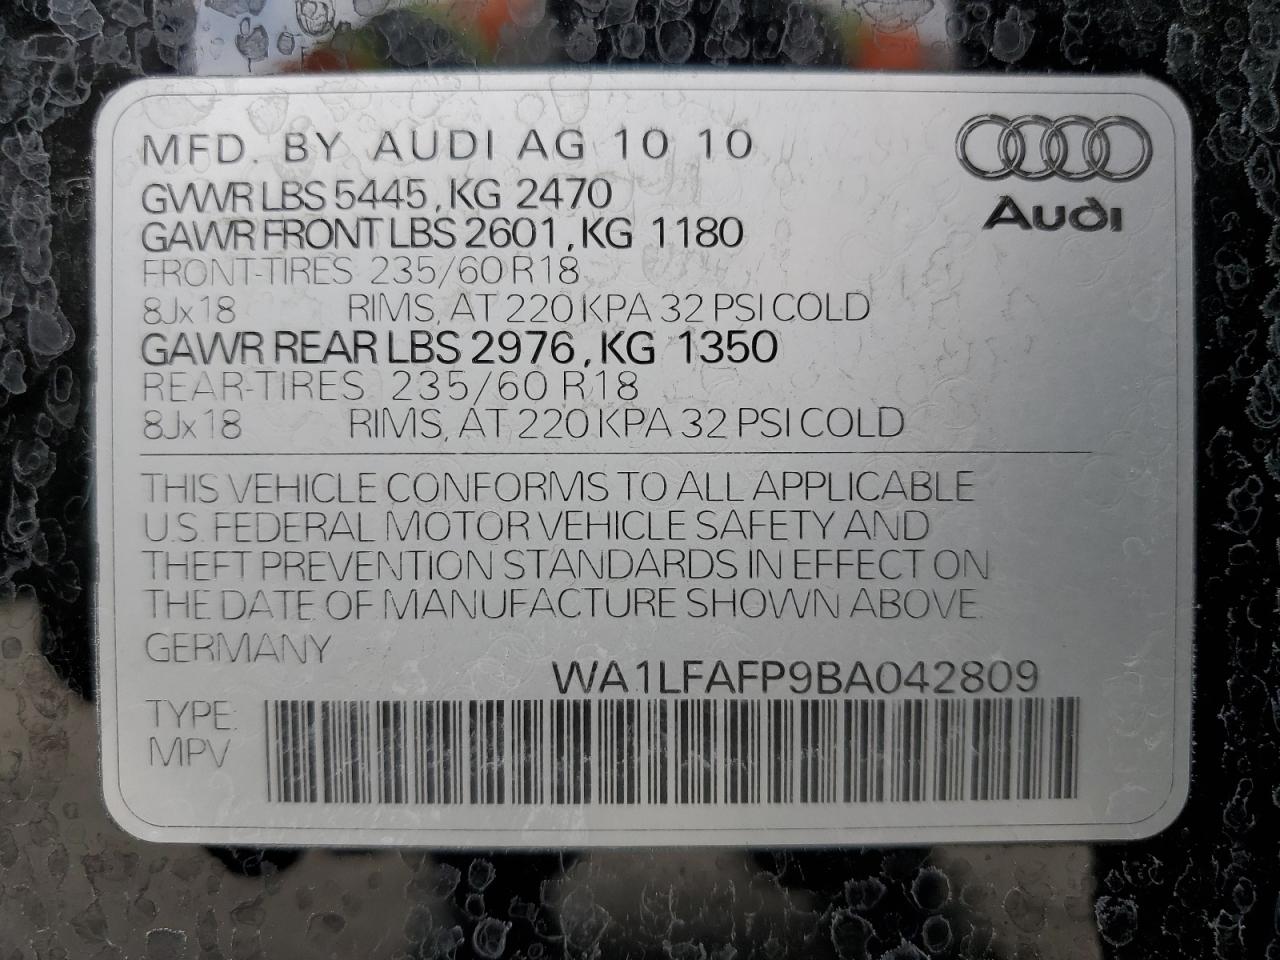 MFD. BY AUDI AG 10 10
Audi
GVWR LBS 5445, KG 2470
GAWR FRONT LBS 2601, KG 1180
FRONT-TIRES 235/60 R18
8Jx18 RIMS, AT 220 KPA 32 PSI COLD
GAWR REAR LBS 2976, KG 1350
REAR-TIRES 235/60 R18
8Jx18 RIMS, AT 220 KPA 32 PSI COLD
THIS VEHICLE CONFORMS TO ALL APPLICABLE
U.S. FEDERAL MOTOR VEHICLE SAFETY AND
THEFT PREVENTION STANDARDS IN EFFECT ON
THE DATE OF MANUFACTURE SHOWN ABOVE.
GERMANY
WA1LFAFP9BA042809
TYPE:
MPV